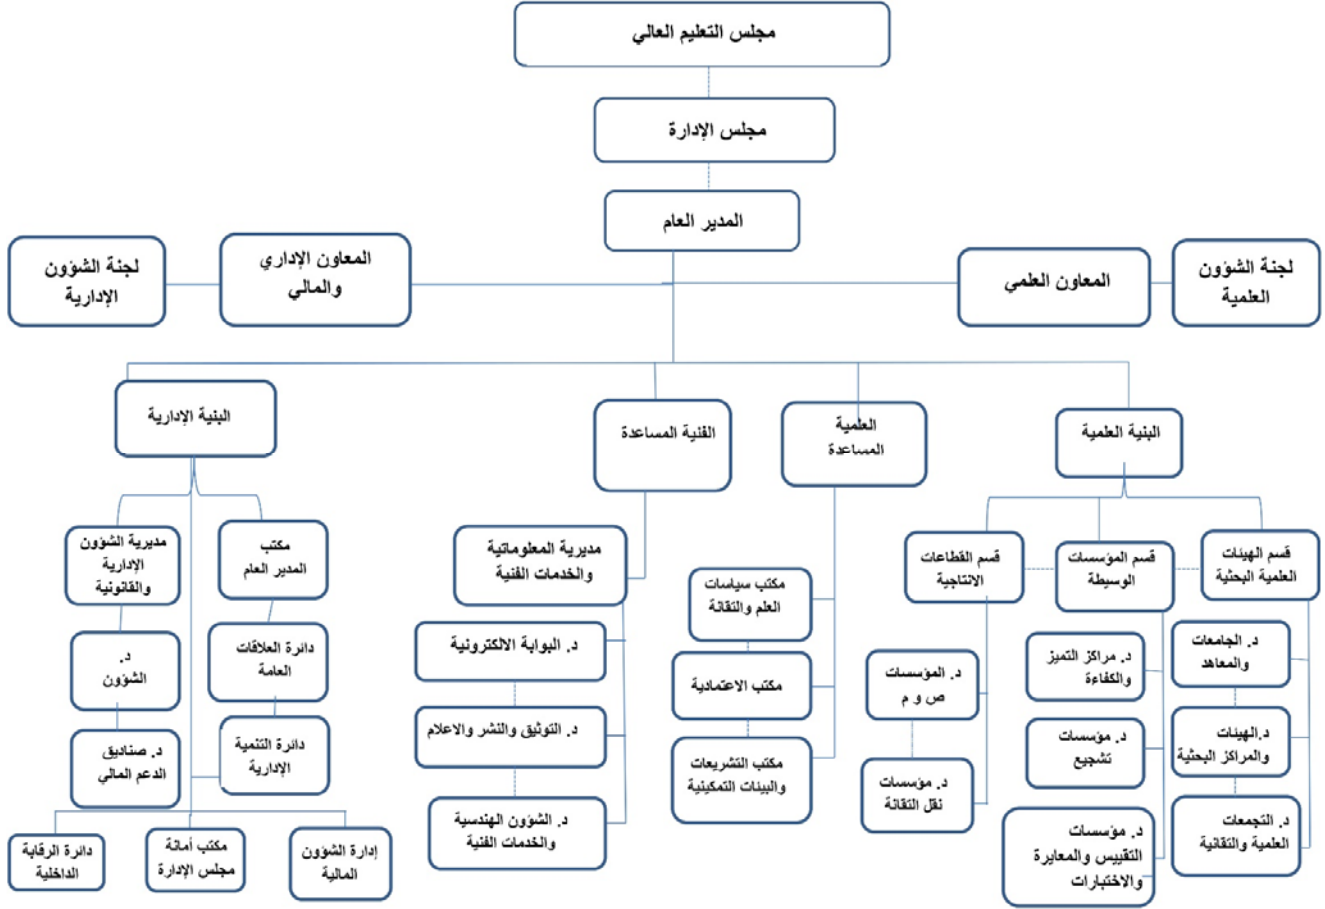 مجلس التعليم العالي
مجلس الإدارة
المدير العام
لجنة الشؤون
العلمية
المعاون العلمي
المعاون الإداري
والمالي
لجنة الشؤون
الإدارية
البنية العلمية
العلمية
المساعدة
الفنية المساعدة
البنية الإدارية
قسم الهيئات
العلمية البحثية
د. الجامعات
والمعاهد
د.الهيئات
والمراكز البحثية
د. التجمعات
العلمية والتقانية
قسم المؤسسات
الوسيطة
د. مراكز التميز
والكفاءة
د. مؤسسات
تشجيع
د. مؤسسات
التقييس والمعايرة
والاختبارات
قسم القطاعات
الانتاجية
د. المؤسسات
ص و م
د. مؤسسات
نقل التقانة
مكتب سياسات
العلم والتقانة
مكتب الاعتمادية
مكتب التشريعات
والبيئات التمكينية
مديرية المعلوماتية
والخدمات الفنية
د. البوابة الالكترونية
د. التوثيق والنشر والاعلام
د. الشؤون الهندسية
والخدمات الفنية
مكتب
المدير العام
دائرة العلاقات
العامة
دائرة التنمية
الإدارية
مديرية الشؤون
الإدارية
والقانونية
د.
الشؤون
د. صناديق
الدعم المالي
إدارة الشؤون
المالية
مكتب أمانة
مجلس الإدارة
دائرة الرقابة
الداخلية